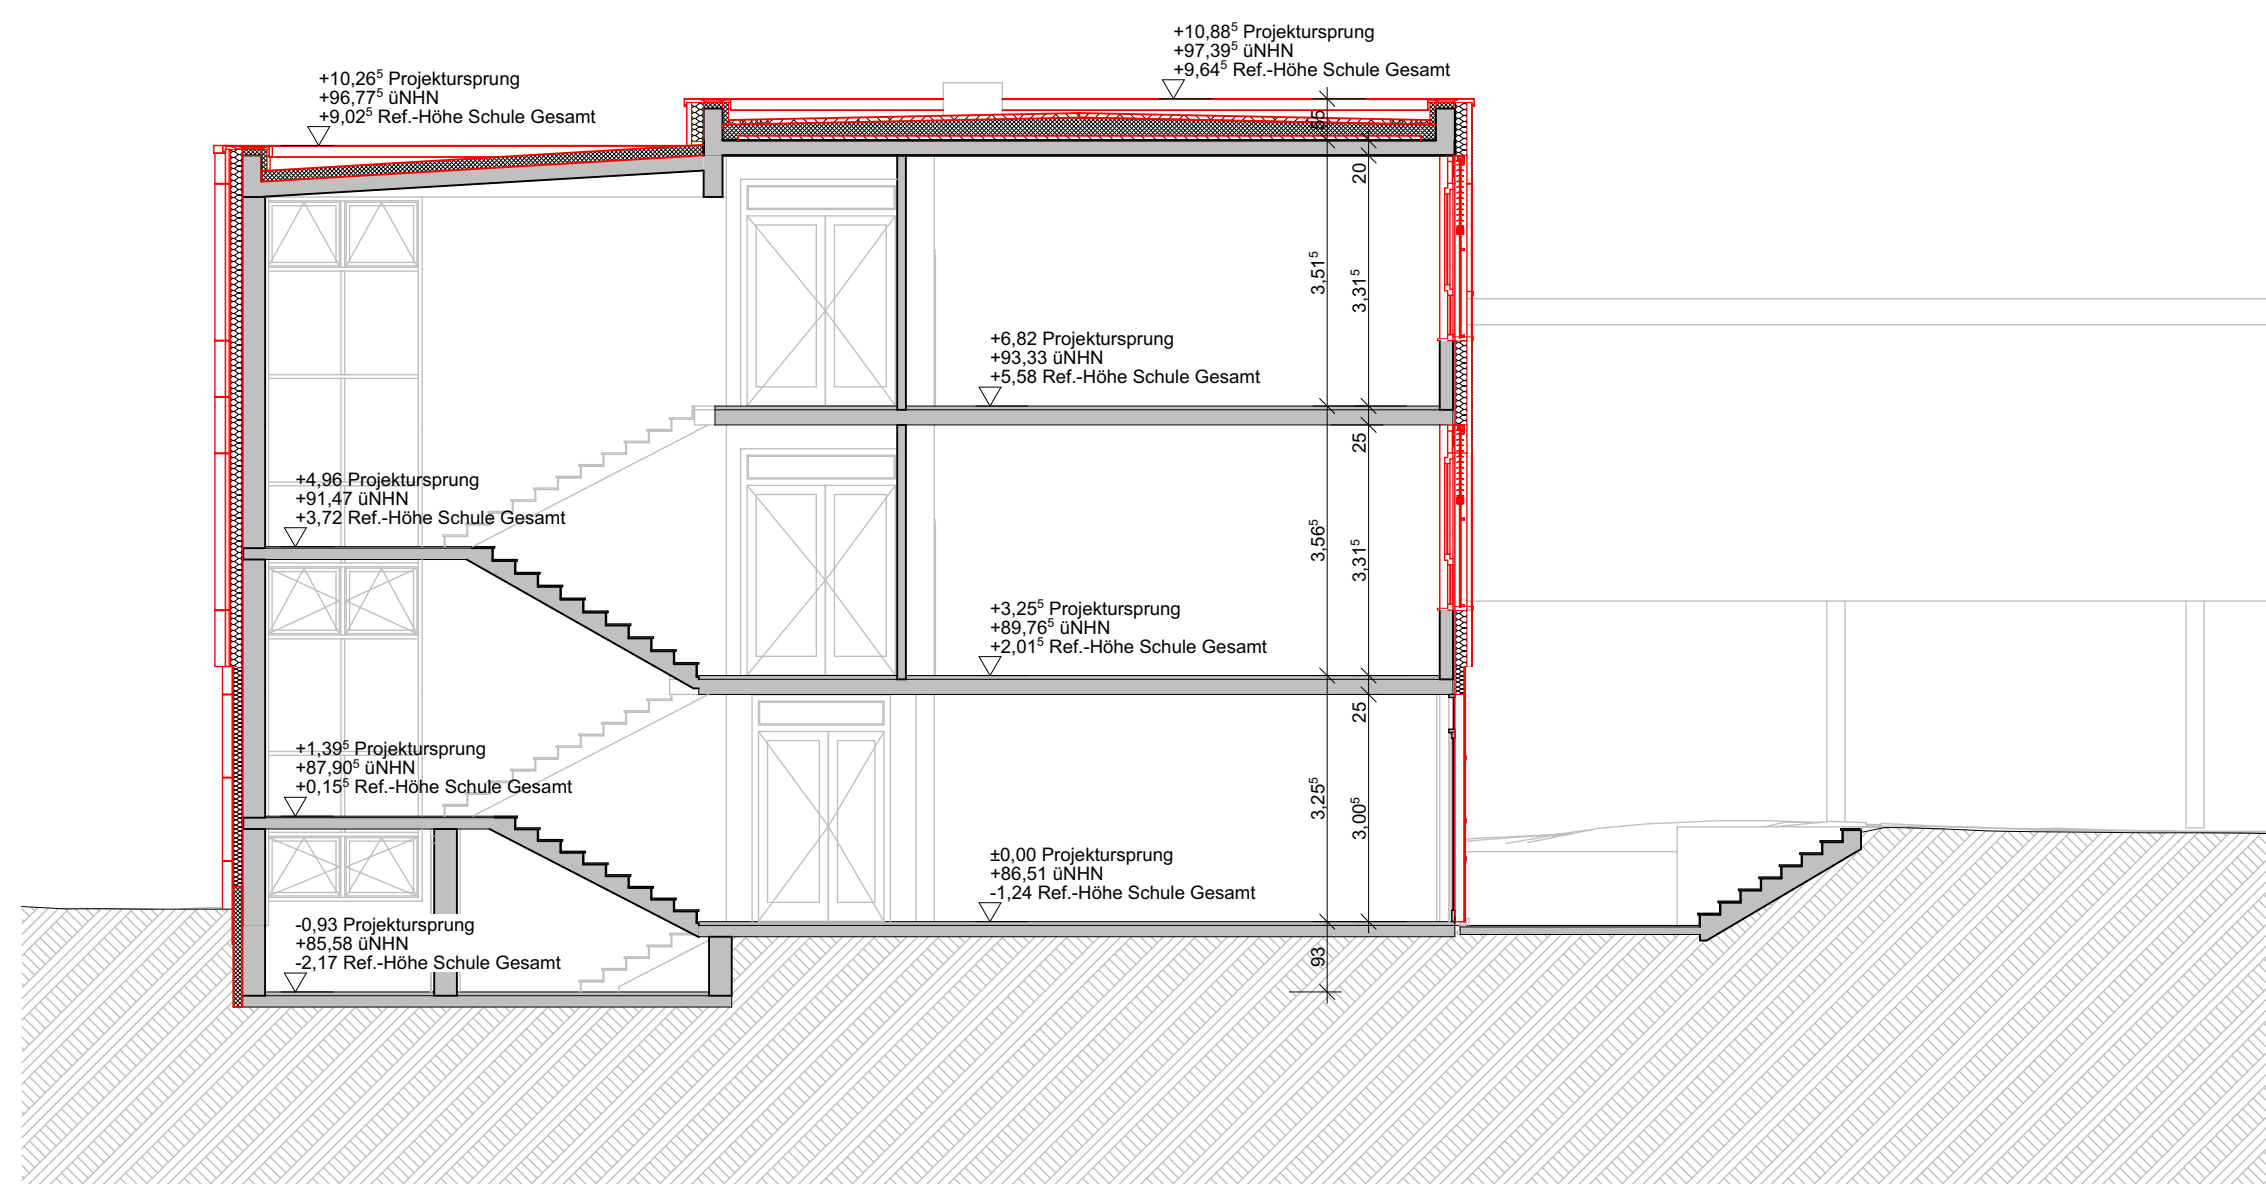 +10,88⁵ Projektursprung
+97,39⁵ üNHN
+9,64⁵ Ref.-Höhe Schule Gesamt
+10,26⁵ Projektursprung
+96,77⁵ üNHN
+9,02⁵ Ref.-Höhe Schule Gesamt
55
20
3,51⁵
3,31⁵
+6,82 Projektursprung
+93,33 üNHN
+5,58 Ref.-Höhe Schule Gesamt
25
+4,96 Projektursprung
+91,47 üNHN
+3,72 Ref.-Höhe Schule Gesamt
3,56⁵
3,31⁵
+3,25⁵ Projektursprung
+89,76⁵ üNHN
+2,01⁵ Ref.-Höhe Schule Gesamt
25
+1,39⁵ Projektursprung
+87,90⁵ üNHN
+0,15⁵ Ref.-Höhe Schule Gesamt
3,25⁵
3,00⁵
±0,00 Projektursprung
+86,51 üNHN
-1,24 Ref.-Höhe Schule Gesamt
-0,93 Projektursprung
+85,58 üNHN
-2,17 Ref.-Höhe Schule Gesamt
93